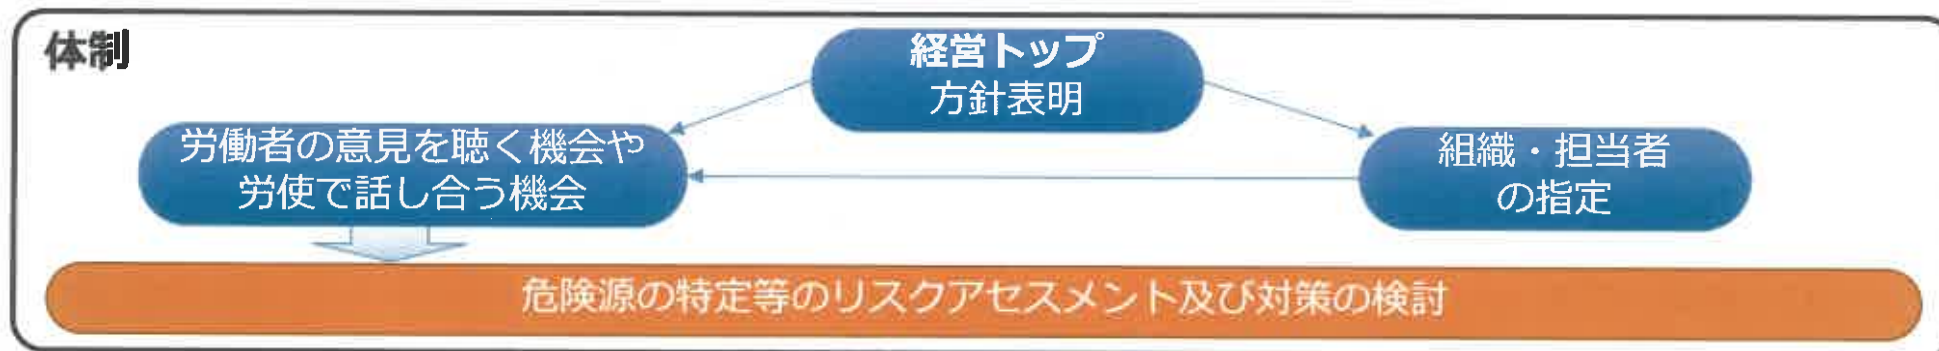 体制
経営トップ
方針表明
労働者の意見を聴く機会や
労使で話し合う機会
組織・担当者
の指定
危険源の特定等のリスクアセスメント及び対策の検討